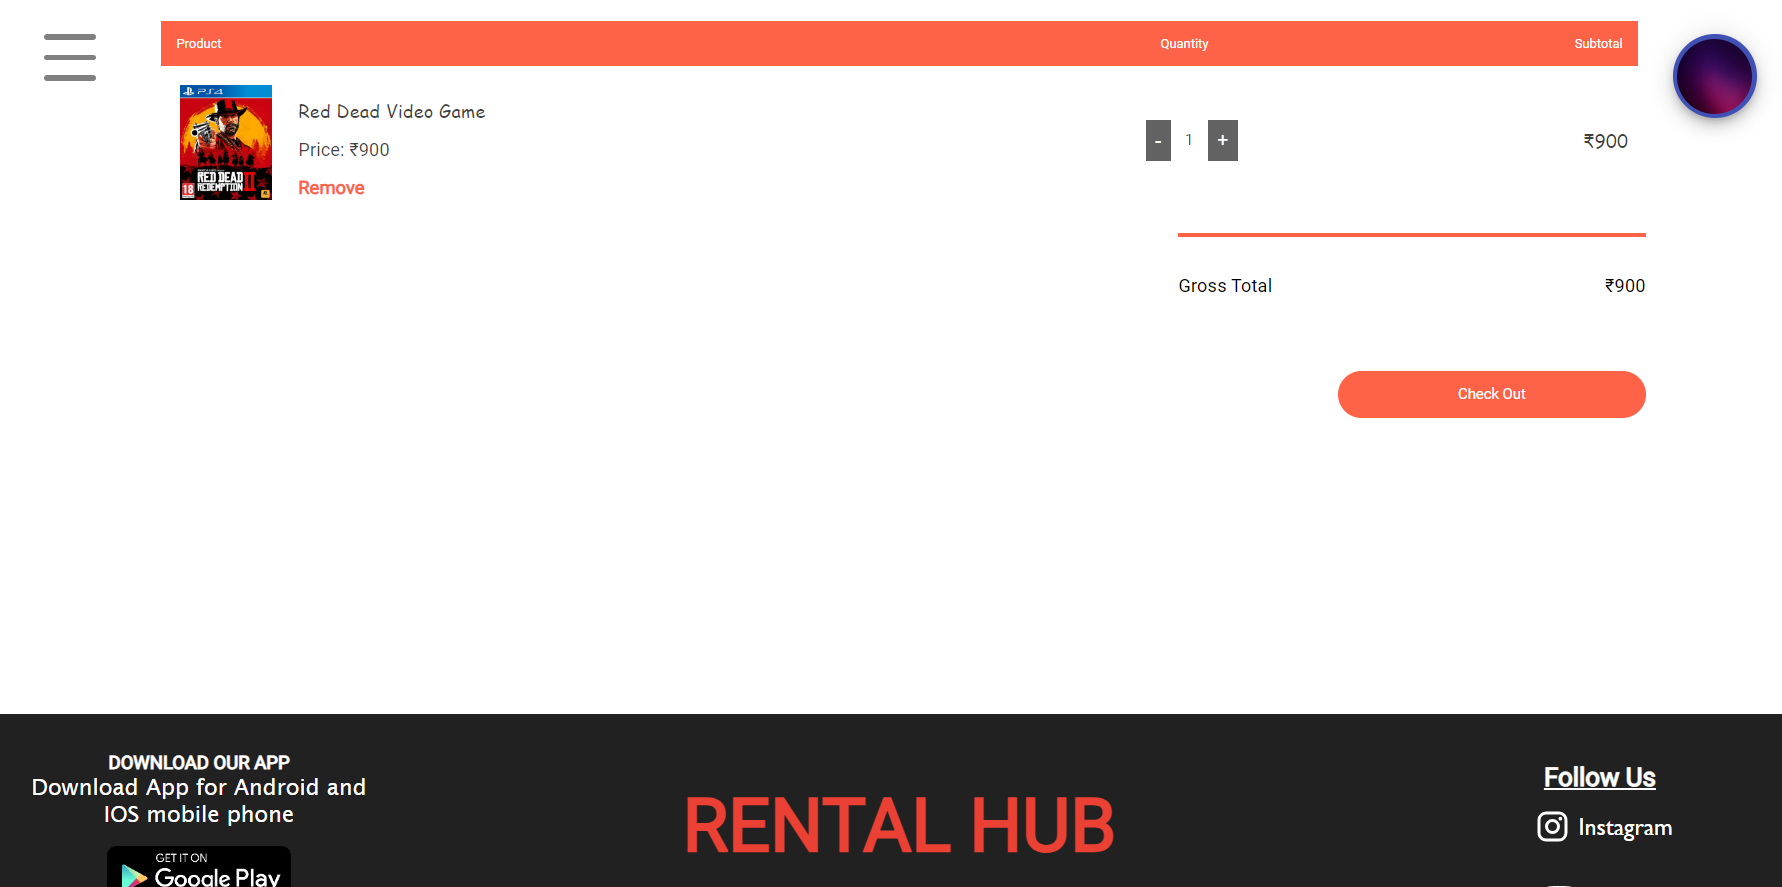 Product Quantity Subtotal
PS4
Red Dead Video Game
Price: ₹900
Remove
- 1 +
₹900
RED DEAD
REDEMPTION II
18
Gross Total ₹900
Check Out
DOWNLOAD OUR APP
Download App for Android and
IOS mobile phone
GET IT ON
Google Play
RENTAL HUB
Follow Us
Instagram